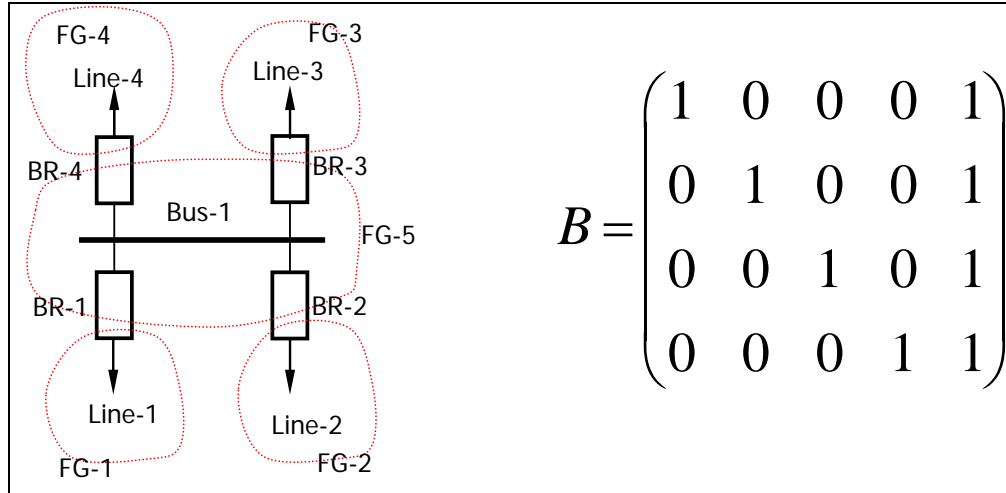 FG-4
FG-3
Line-4
Line-3
BR-4
BR-3
Bus-1
FG-5
BR-1
BR-2
Line-1
Line-2
FG-1
FG-2
B = (1 0 0 0 1
0 1 0 0 1
0 0 1 0 1
0 0 0 1 1)